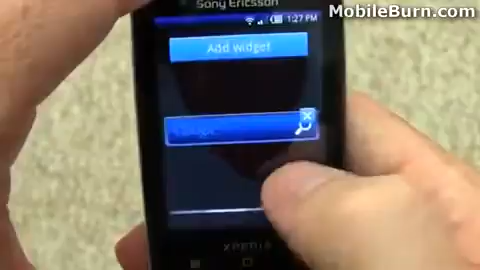 MobileBurn.com
Sony Ericsson
1:27 PM
Add widget
XPERIA